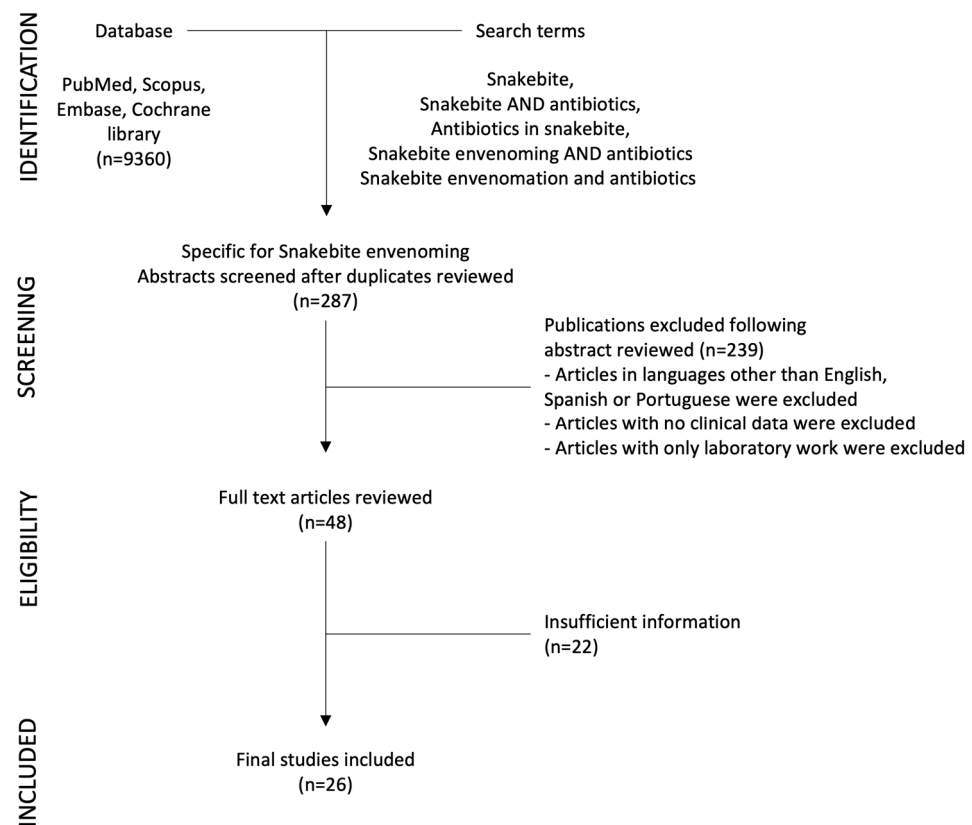 IDENTIFICATION
Database
Search terms
PubMed, Scopus,
Embase, Cochrane
library
(n=9360)
Snakebite,
Snakebite AND antibiotics,
Antibiotics in snakebite,
Snakebite envenoming AND antibiotics
Snakebite envenomation and antibiotics
SCREENING
Specific for Snakebite envenoming
Abstracts screened after duplicates reviewed
(n=287)
Publications excluded following
abstract reviewed (n=239)
- Articles in languages other than English,
Spanish or Portuguese were excluded
- Articles with no clinical data were excluded
- Articles with only laboratory work were excluded
ELIGIBILITY
Full text articles reviewed
(n=48)
Insufficient information
(n=22)
INCLUDED
Final studies included
(n=26)